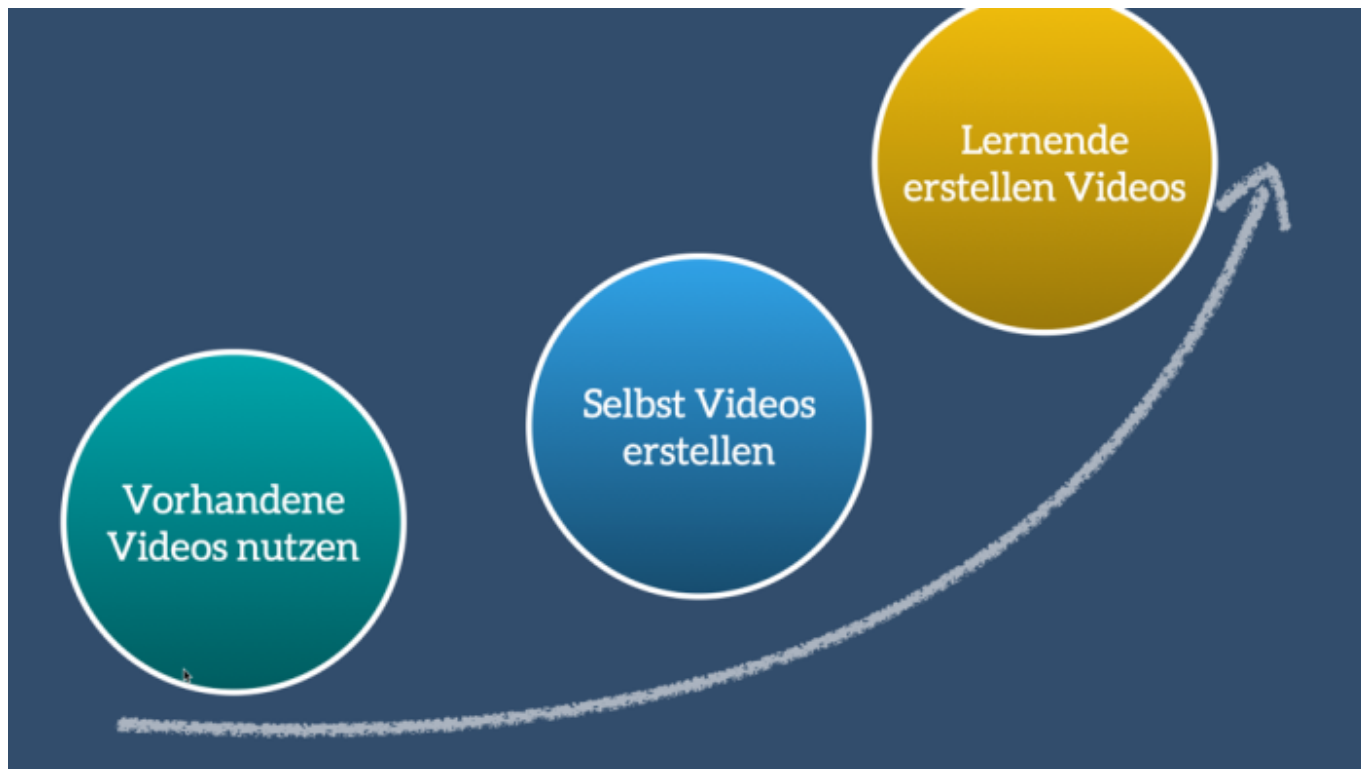 Lernende
erstellen Videos
Selbst Videos
erstellen
Vorhandene
Videos nutzen